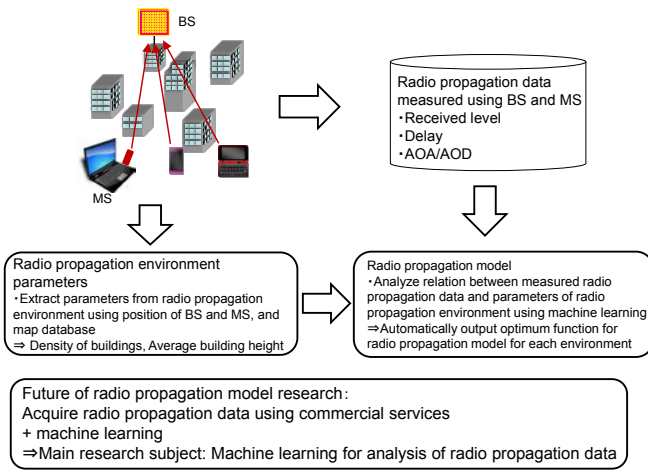 BS
MS
Radio propagation data
measured using BS and MS
・Received level
・Delay
・AOA/AOD
Radio propagation environment
parameters
・Extract parameters from radio propagation
environment using position of BS and MS, and
map database
⇒ Density of buildings, Average building height
Radio propagation model
・Analyze relation between measured radio
propagation data and parameters of radio
propagation environment using machine learning
⇒Automatically output optimum function for
radio propagation model for each environment
Future of radio propagation model research：
Acquire radio propagation data using commercial services
+ machine learning
⇒Main research subject: Machine learning for analysis of radio propagation data